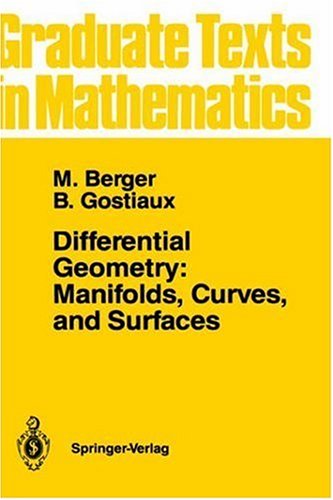 Graduate Texts
in Mathematics
M. Berger
B. Gostiaux
Differential
Geometry:
Manifolds, Curves,
and Surfaces
Springer-Verlag